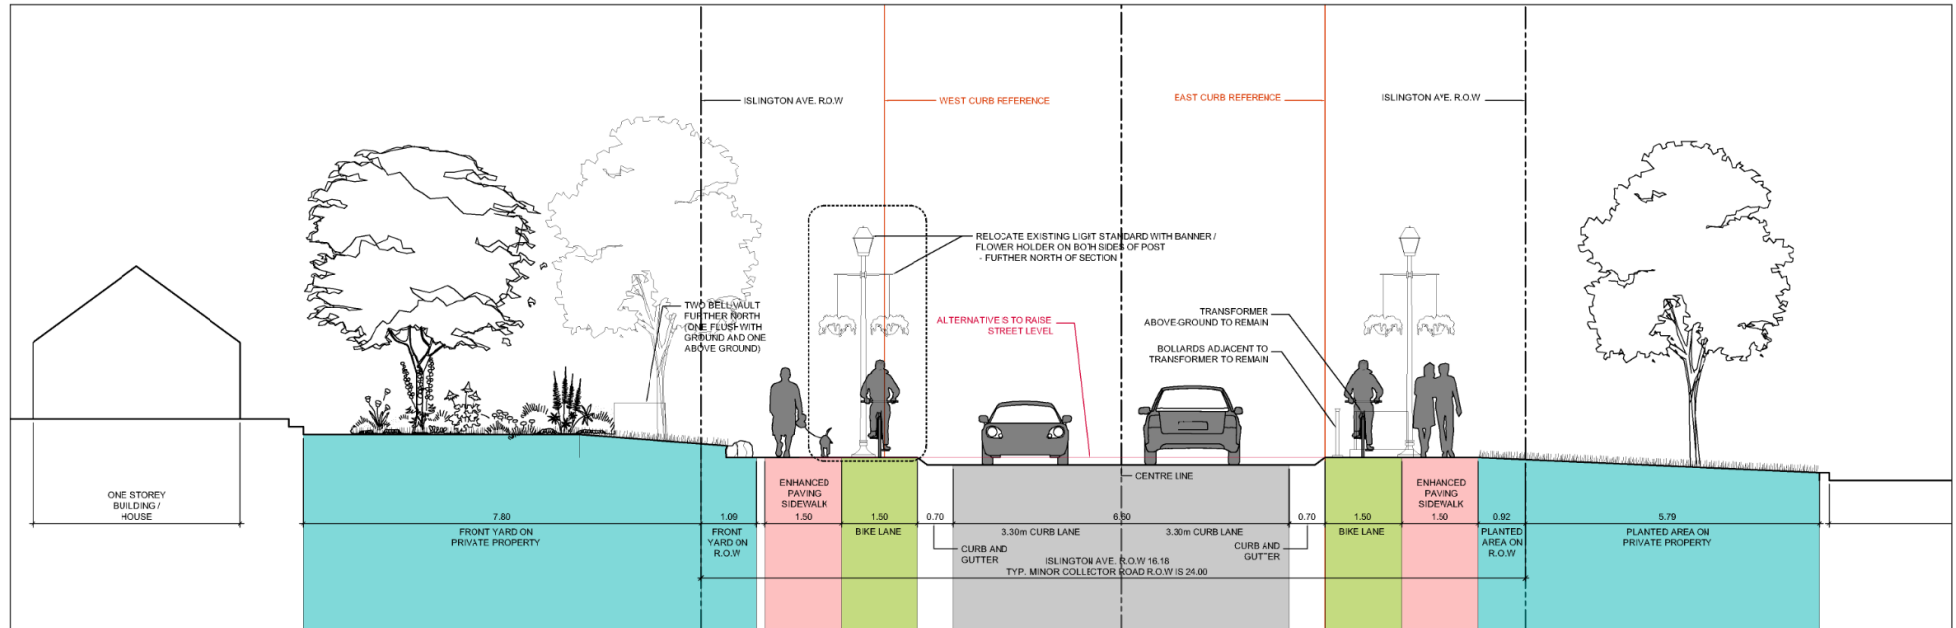 ISLINGTON AVE. R.O.W
WEST CURB REFERENCE
EAST CURB REFERENCE
ISLINGTON AVE. R.O.W
RELOCATE EXISTING LIGHT STANDARD WITH BANNER /
FLOWER HOLDER ON BOTH SIDES OF POST
- FURTHER NORTH OF SECTION
TWO BELL VAULT
FURTHER NORTH
(ONE FLUSH WITH
GROUND AND ONE
ABOVE GROUND)
ALTERNATIVE IS TO RAISE
STREET LEVEL
TRANSFORMER
ABOVE-GROUND TO REMAIN
BOLLARDS ADJACENT TO
TRANSFORMER TO REMAIN
CENTRE LINE
ONE STOREY
BUILDING /
HOUSE
7.80
FRONT YARD ON
PRIVATE PROPERTY
1.09
FRONT
YARD ON
R.O.W
ENHANCED
PAVING
SIDEWALK
1.50
1.50
BIKE LANE
0.70
CURB AND
GUTTER
6.60
3.30m CURB LANE
3.30m CURB LANE
0.70
CURB AND
GUTTER
1.50
BIKE LANE
ENHANCED
PAVING
SIDEWALK
1.50
0.92
PLANTED
AREA ON
R.O.W
5.79
PLANTED AREA ON
PRIVATE PROPERTY
ISLINGTON AVE. R.O.W 16.18
TYP. MINOR COLLECTOR ROAD R.O.W IS 24.00